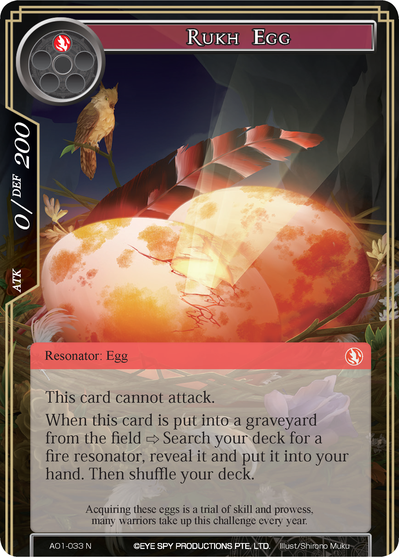 Rukh Egg
ATK 0/DEF 200
Resonator: Egg
This card cannot attack.
When this card is put into a graveyard
from the field ⇨ Search your deck for a
fire resonator, reveal it and put it into your
hand. Then shuffle your deck.
Acquiring these eggs is a trial of skill and prowess,
many warriors take up this challenge every year.
AO1-033 N ©EYE SPY PRODUCTIONS PTE. LTD. Illust/Shirono Muku